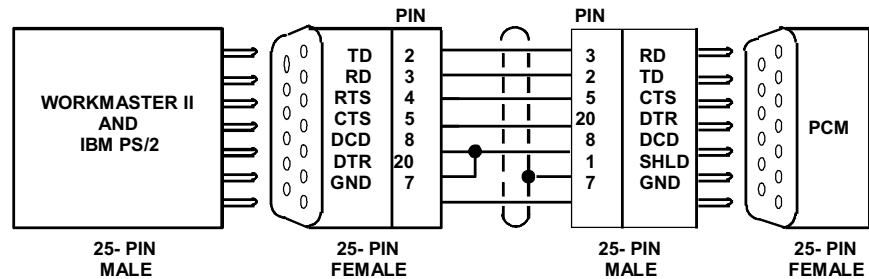 PIN PIN
TD 2 3 RD
RD 3 2 TD
RTS 4 5 CTS
WORKMASTER II
AND
IBM PS/2
CTS 5 20 DTR
PCM
DCD 8 8 DCD
DTR 20 1 SHLD
GND 7 7 GND
25- PIN
MALE
25- PIN
FEMALE
25- PIN
MALE
25- PIN
FEMALE